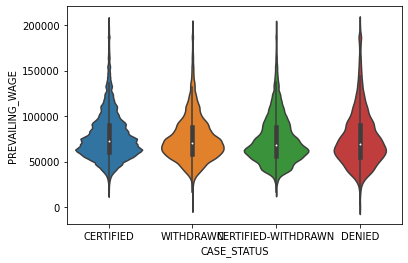 200000
150000
100000
50000
0
PREVAILING_WAGE
CERTIFIED
WITHDRAWN
CERTIFIED-WITHDRAWN
DENIED
CASE_STATUS